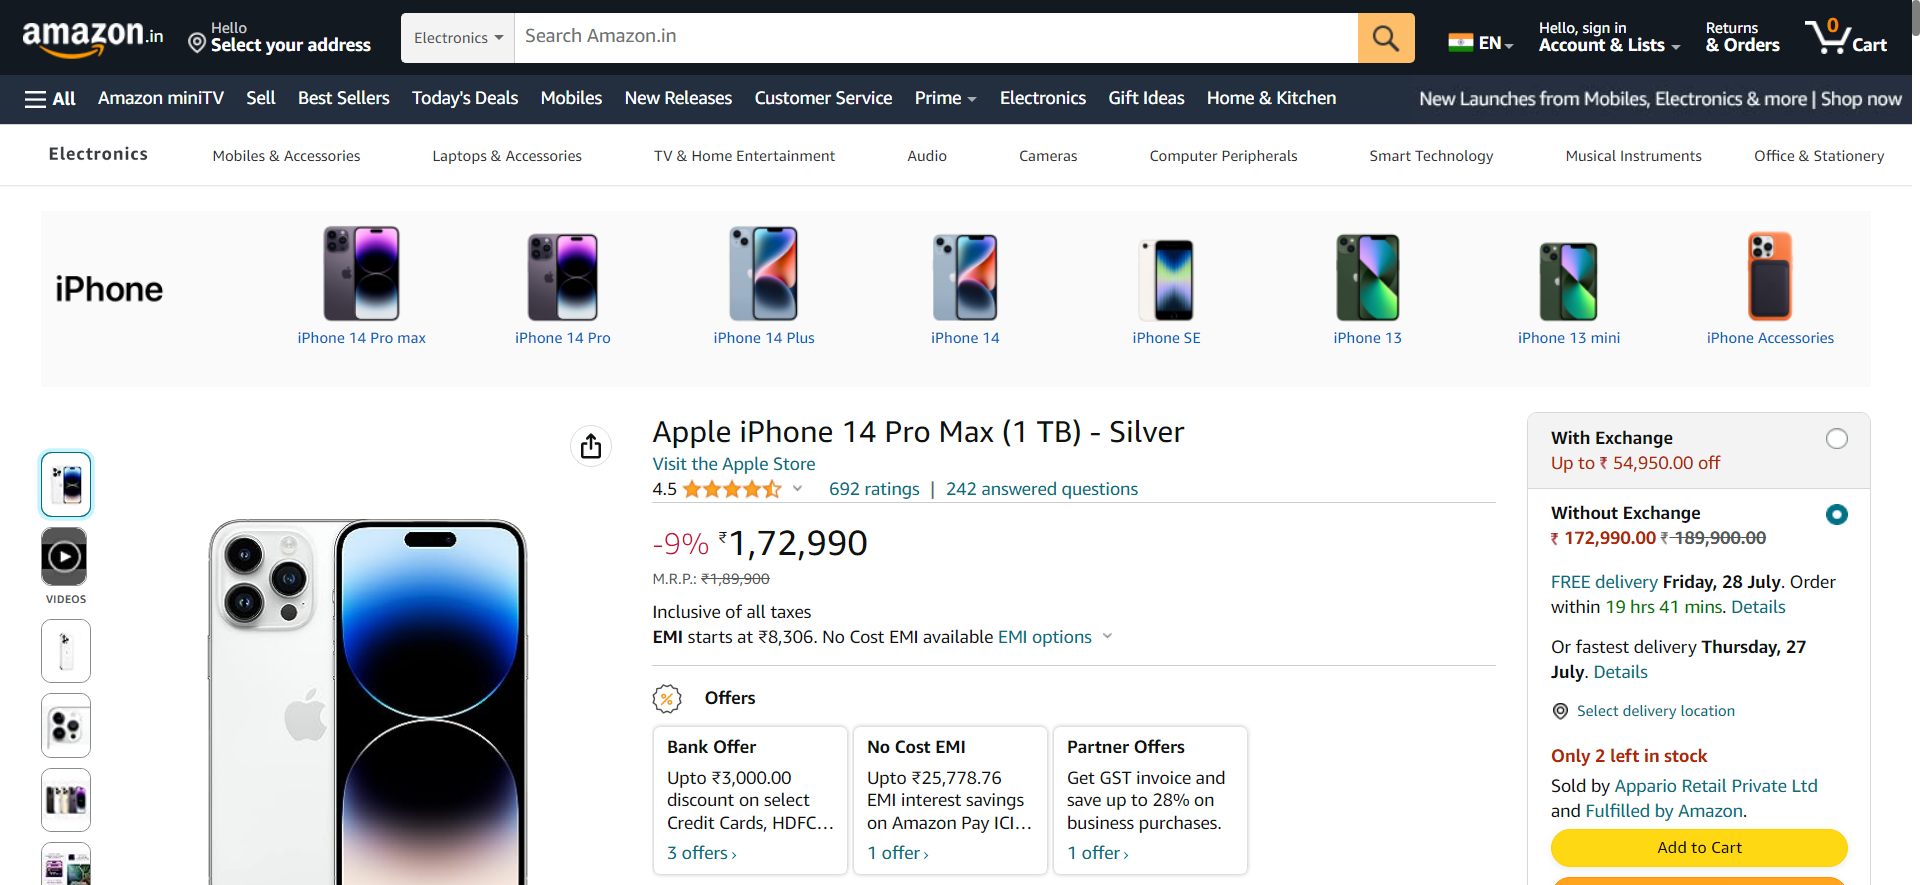 amazon.in
Hello
Select your address
Electronics
Search Amazon.in
EN
Hello, sign in
Account & Lists
Returns
& Orders
0
Cart
All
Amazon miniTV
Sell
Best Sellers
Today's Deals
Mobiles
New Releases
Customer Service
Prime
Electronics
Gift Ideas
Home & Kitchen
New Launches from Mobiles, Electronics & more | Shop now
Electronics
Mobiles & Accessories
Laptops & Accessories
TV & Home Entertainment
Audio
Cameras
Computer Peripherals
Smart Technology
Musical Instruments
Office & Stationery
iPhone
iPhone 14 Pro max
iPhone 14 Pro
iPhone 14 Plus
iPhone 14
iPhone SE
iPhone 13
iPhone 13 mini
iPhone Accessories
VIDEOS
Apple iPhone 14 Pro Max (1 TB) - Silver
Visit the Apple Store
4.5
692 ratings | 242 answered questions
-9% ₹1,72,990
M.R.P.: ₹1,89,900
Inclusive of all taxes
EMI starts at ₹8,306. No Cost EMI available EMI options
%
Offers
Bank Offer
Upto ₹3,000.00
discount on select
Credit Cards, HDFC...
3 offers ›
No Cost EMI
Upto ₹25,778.76
EMI interest savings
on Amazon Pay ICI...
1 offer ›
Partner Offers
Get GST invoice and
save up to 28% on
business purchases.
1 offer ›
With Exchange
Up to ₹ 54,950.00 off
Without Exchange
₹ 172,990.00 ₹ 189,900.00
FREE delivery Friday, 28 July. Order
within 19 hrs 41 mins. Details
Or fastest delivery Thursday, 27
July. Details
Select delivery location
Only 2 left in stock
Sold by Appario Retail Private Ltd
and Fulfilled by Amazon.
Add to Cart